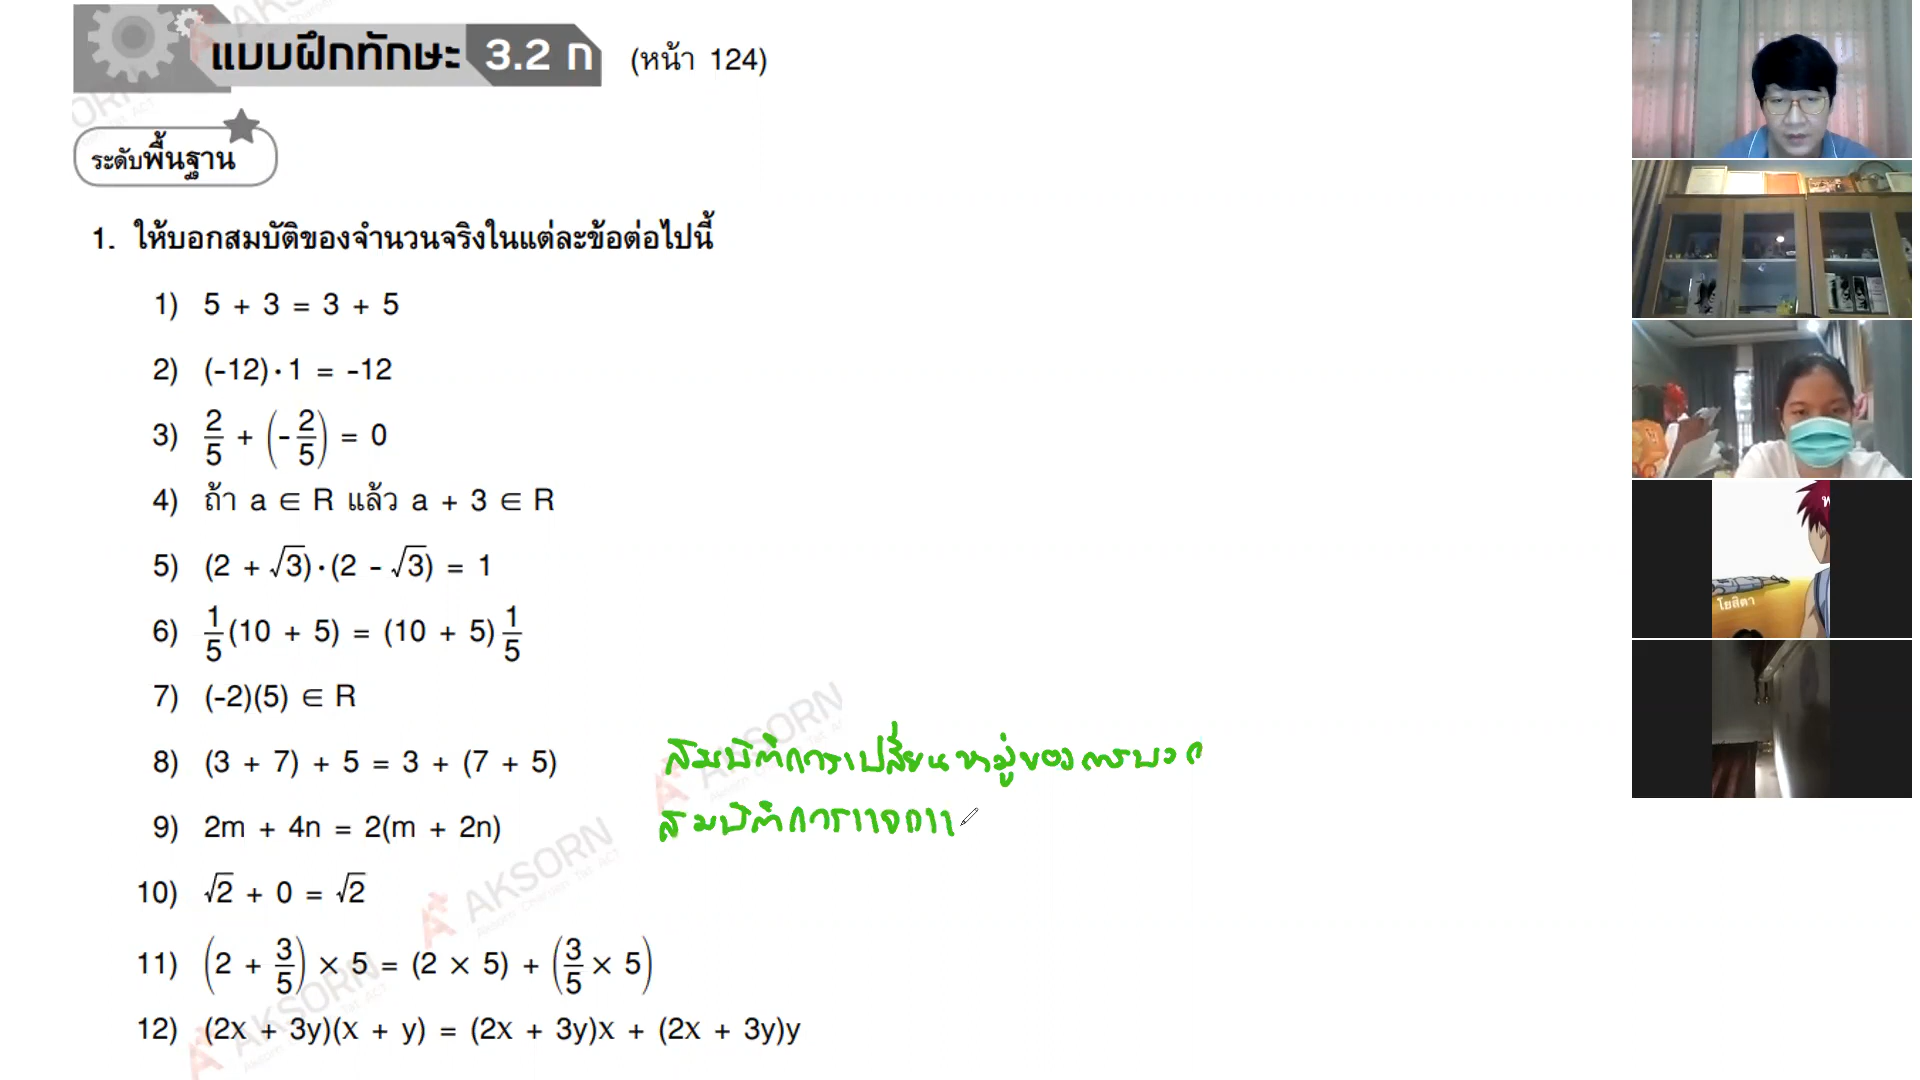 แบบฝึกทักษะ 3.2 ก (หน้า 124)
ระดับพื้นฐาน
1. ให้บอกสมบัติของจำนวนจริงในแต่ละข้อต่อไปนี้
1) 5 + 3 = 3 + 5
2) (-12)·1 = -12
3) 2/5 + (-2/5) = 0
4) ถ้า a ∈ R แล้ว a + 3 ∈ R
5) (2 + √3)·(2 - √3) = 1
6) 1/5(10 + 5) = (10 + 5)1/5
7) (-2)(5) ∈ R
8) (3 + 7) + 5 = 3 + (7 + 5) สมบัติการเปลี่ยนหมู่ของการบวก
9) 2m + 4n = 2(m + 2n) สมบัติการแจกแ
10) √2 + 0 = √2
11) (2 + 3/5) × 5 = (2 × 5) + (3/5 × 5)
12) (2x + 3y)(x + y) = (2x + 3y)x + (2x + 3y)y
AKSORN
AKSORN
AKSORN
โยสิตา